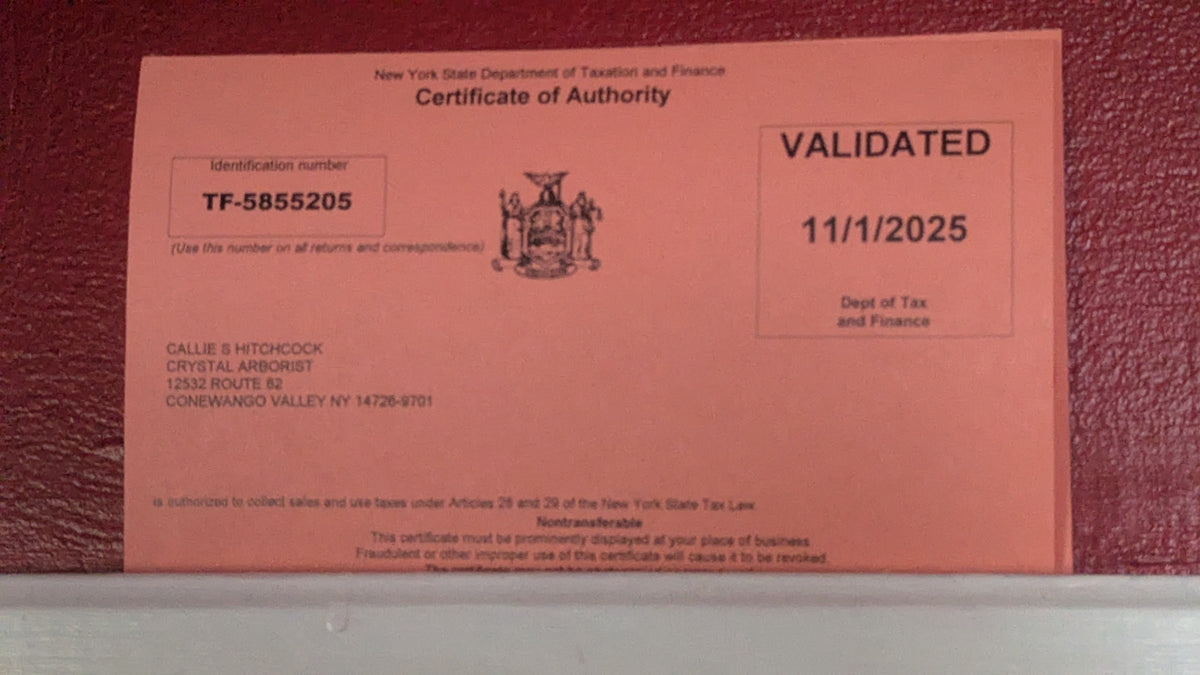 New York State Department of Taxation and Finance
Certificate of Authority
Identification number
TF-5855205
(Use this number on all returns and correspondence)
VALIDATED
11/1/2025
Dept of Tax
and Finance
CALLIE S HITCHCOCK
CRYSTAL ARBORIST
12532 ROUTE 62
CONEWANGO VALLEY NY 14726-9701
is authorized to collect sales and use taxes under Articles 28 and 29 of the New York State Tax Law.
Nontransferable
This certificate must be prominently displayed at your place of business
Fraudulent or other improper use of this certificate will cause it to be revoked.